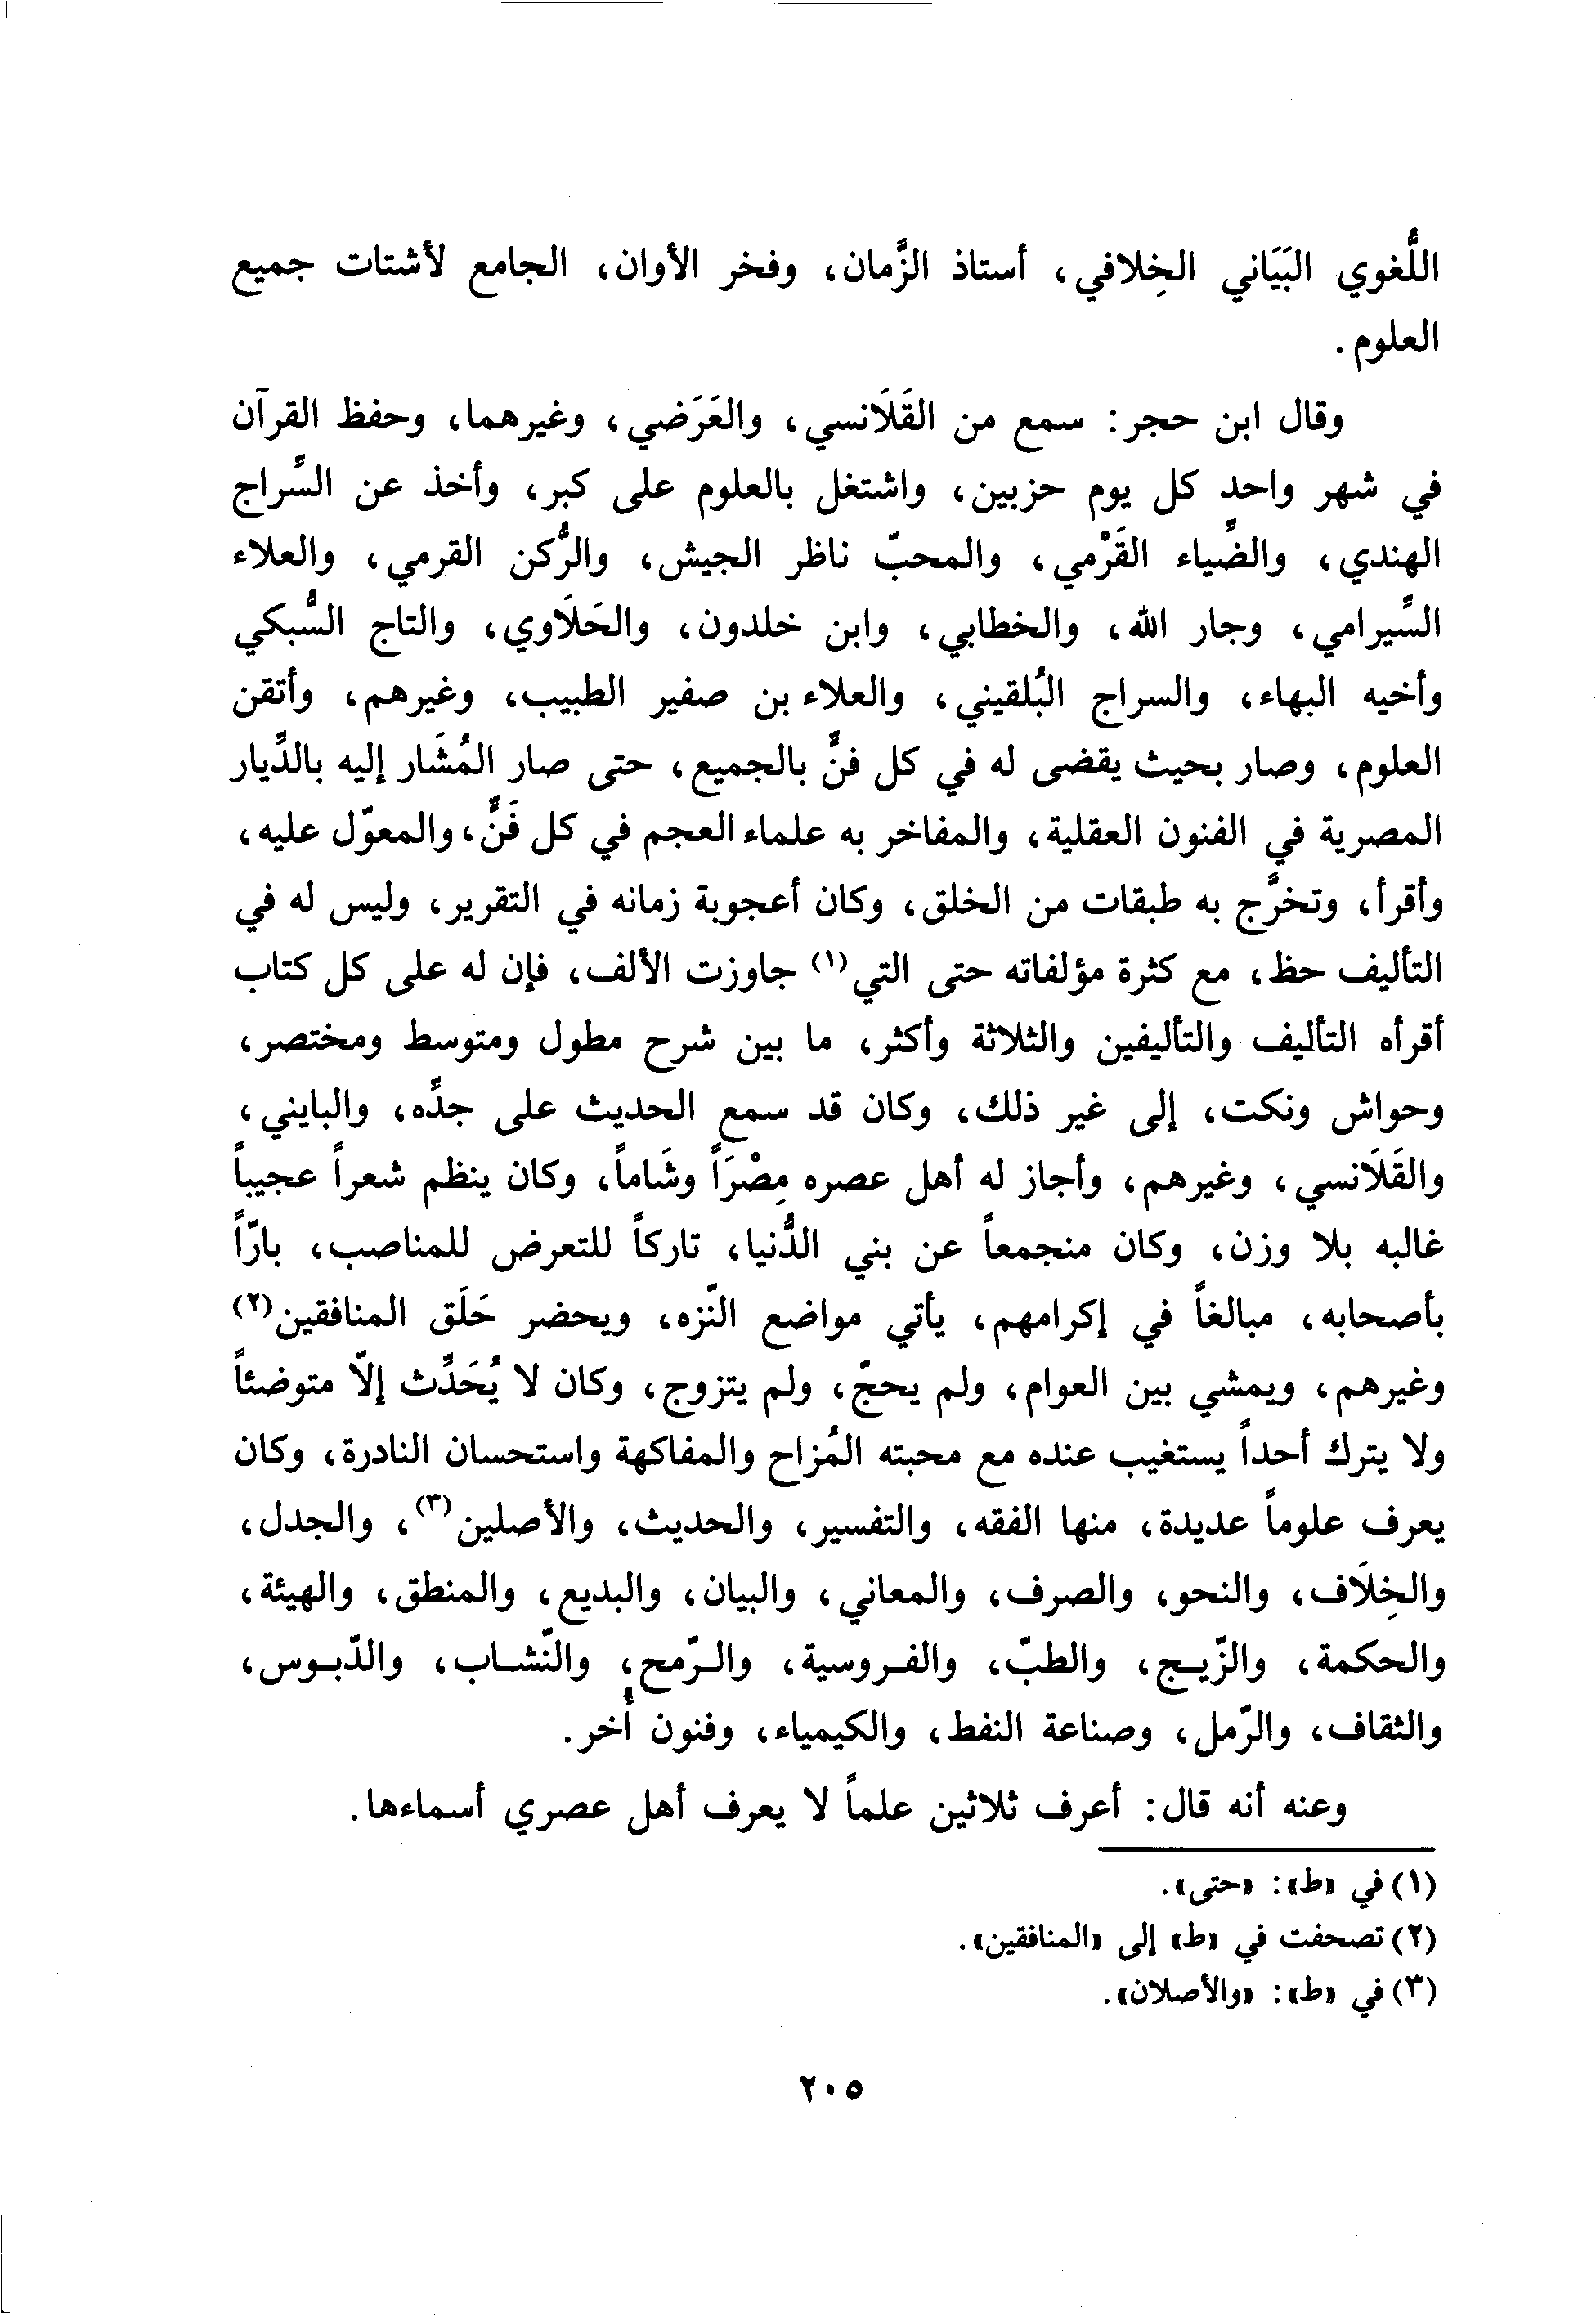 اللُّغوي البَيَاني الخِلافي، أستاذ الزَّمان، وفخر الأوان، الجامع لأشتات جميع
العلوم.
وقال ابن حجر: سمع من القَلَانسي، والعَرَضي، وغيرهما، وحفظ القرآن
في شهر واحد كل يوم حزبين، واشتغل بالعلوم على كبر، وأخذ عن السِّراج
الهندي، والضِّياء القَرْمي، والمحبّ ناظر الجيش، والرُّكن القرمي، والعلاء
السِّيرامي، وجار الله، والخطابي، وابن خلدون، والحَلَاوي، والتاج السُّبكي
وأخيه البهاء، والسراج البُلقيني، والعلاء بن صفير الطبيب، وغيرهم، وأتقن
العلوم، وصار بحيث يقضى له في كل فنٍّ بالجميع، حتى صار المُشَار إليه بالدِّيار
المصرية في الفنون العقلية، والمفاخر به علماء العجم في كل فَنٍّ، والمعوّل عليه،
وأقرأ، وتخرَّج به طبقات من الخلق، وكان أعجوبة زمانه في التقرير، وليس له في
التأليف حظ، مع كثرة مؤلفاته حتى التي(١) جاوزت الألف، فإن له على كل كتاب
أقرأه التأليف والتأليفين والثلاثة وأكثر، ما بين شرح مطول ومتوسط ومختصر،
وحواش ونكت، إلى غير ذلك، وكان قد سمع الحديث على جدِّه، والبايني،
والقَلَانسي، وغيرهم، وأجاز له أهل عصره مِصْرَاً وشَاماً، وكان ينظم شعراً عجيباً
غالبه بلا وزن، وكان منجمعاً عن بني الدُّنيا، تاركاً للتعرض للمناصب، بارّاً
بأصحابه، مبالغاً في إكرامهم، يأتي مواضع النّزه، ويحضر حَلَق المنافقين(٢)
وغيرهم، ويمشي بين العوام، ولم يحجّ، ولم يتزوج، وكان لا يُحَدِّث إلّا متوضئاً
ولا يترك أحداً يستغيب عنده مع محبته المُزاح والمفاكهة واستحسان النادرة، وكان
يعرف علوماً عديدة، منها الفقه، والتفسير، والحديث، والأصلين(٣)، والجدل،
والخِلَاف، والنحو، والصرف، والمعاني، والبيان، والبديع، والمنطق، والهيئة،
والحكمة، والزّيـج، والطبّ، والفـروسية، والـرّمح، والنّشـاب، والدّبـوس،
والثقاف، والرّمل، وصناعة النفط، والكيمياء، وفنون أُخر.
وعنه أنه قال: أعرف ثلاثين علماً لا يعرف أهل عصري أسماءها.
(١) في «ط»: «حتى».
(٢) تصحفت في «ط» إلى «المنافقين».
(٣) في «ط»: «والأصلان».
٢٠٥